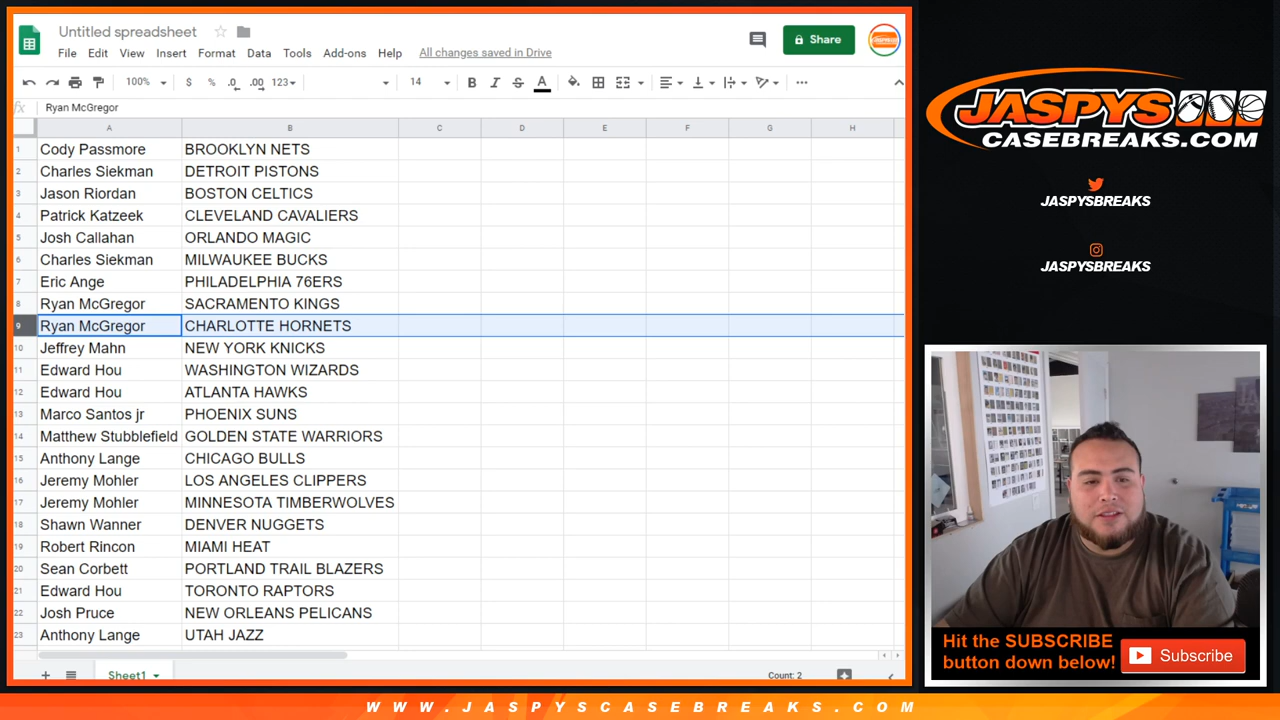 Untitled spreadsheet
File Edit View Insert Format Data Tools Add-ons Help All changes saved in Drive
Share
100% $ % .0 .00 123 14 B I S A
fx Ryan McGregor
A B C D E F G H
1 Cody Passmore BROOKLYN NETS
2 Charles Siekman DETROIT PISTONS
3 Jason Riordan BOSTON CELTICS
4 Patrick Katzeek CLEVELAND CAVALIERS
5 Josh Callahan ORLANDO MAGIC
6 Charles Siekman MILWAUKEE BUCKS
7 Eric Ange PHILADELPHIA 76ERS
8 Ryan McGregor SACRAMENTO KINGS
9 Ryan McGregor CHARLOTTE HORNETS
10 Jeffrey Mahn NEW YORK KNICKS
11 Edward Hou WASHINGTON WIZARDS
12 Edward Hou ATLANTA HAWKS
13 Marco Santos jr PHOENIX SUNS
14 Matthew Stubblefield GOLDEN STATE WARRIORS
15 Anthony Lange CHICAGO BULLS
16 Jeremy Mohler LOS ANGELES CLIPPERS
17 Jeremy Mohler MINNESOTA TIMBERWOLVES
18 Shawn Wanner DENVER NUGGETS
19 Robert Rincon MIAMI HEAT
20 Sean Corbett PORTLAND TRAIL BLAZERS
21 Edward Hou TORONTO RAPTORS
22 Josh Pruce NEW ORLEANS PELICANS
23 Anthony Lange UTAH JAZZ
Sheet1 Count: 2
JASPYS
CASEBREAKS.COM
JASPYSBREAKS
JASPYSBREAKS
Hit the SUBSCRIBE
button down below!
Subscribe
WWW.JASPYSCASEBREAKS.COM